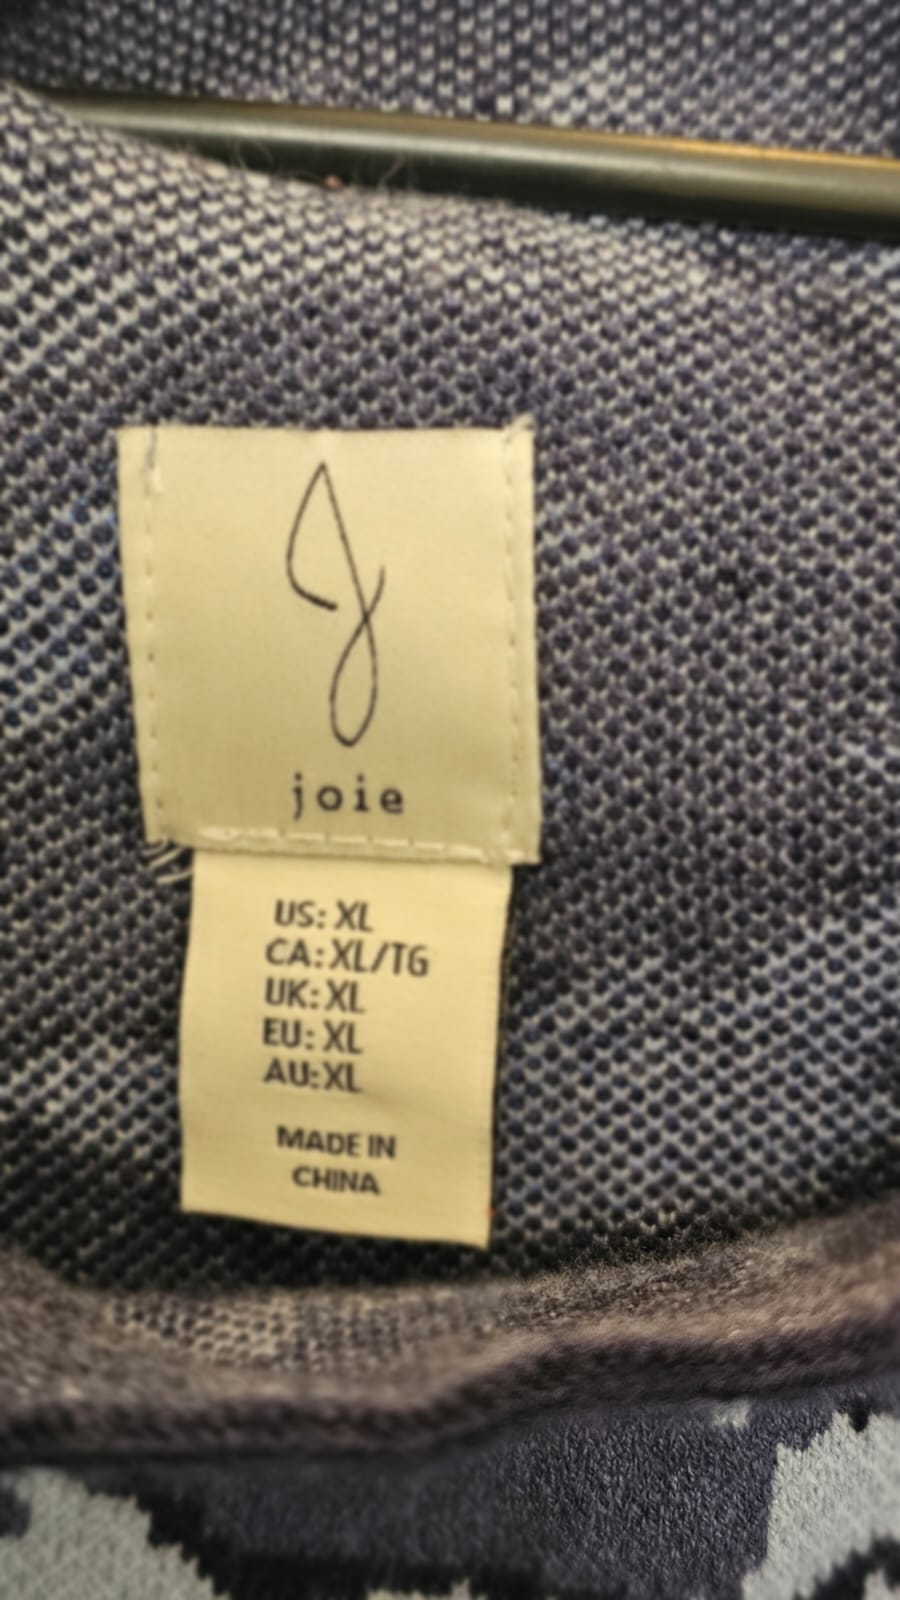 joie
US: XL
CA: XL/TG
UK: XL
EU: XL
AU: XL
MADE IN
CHINA